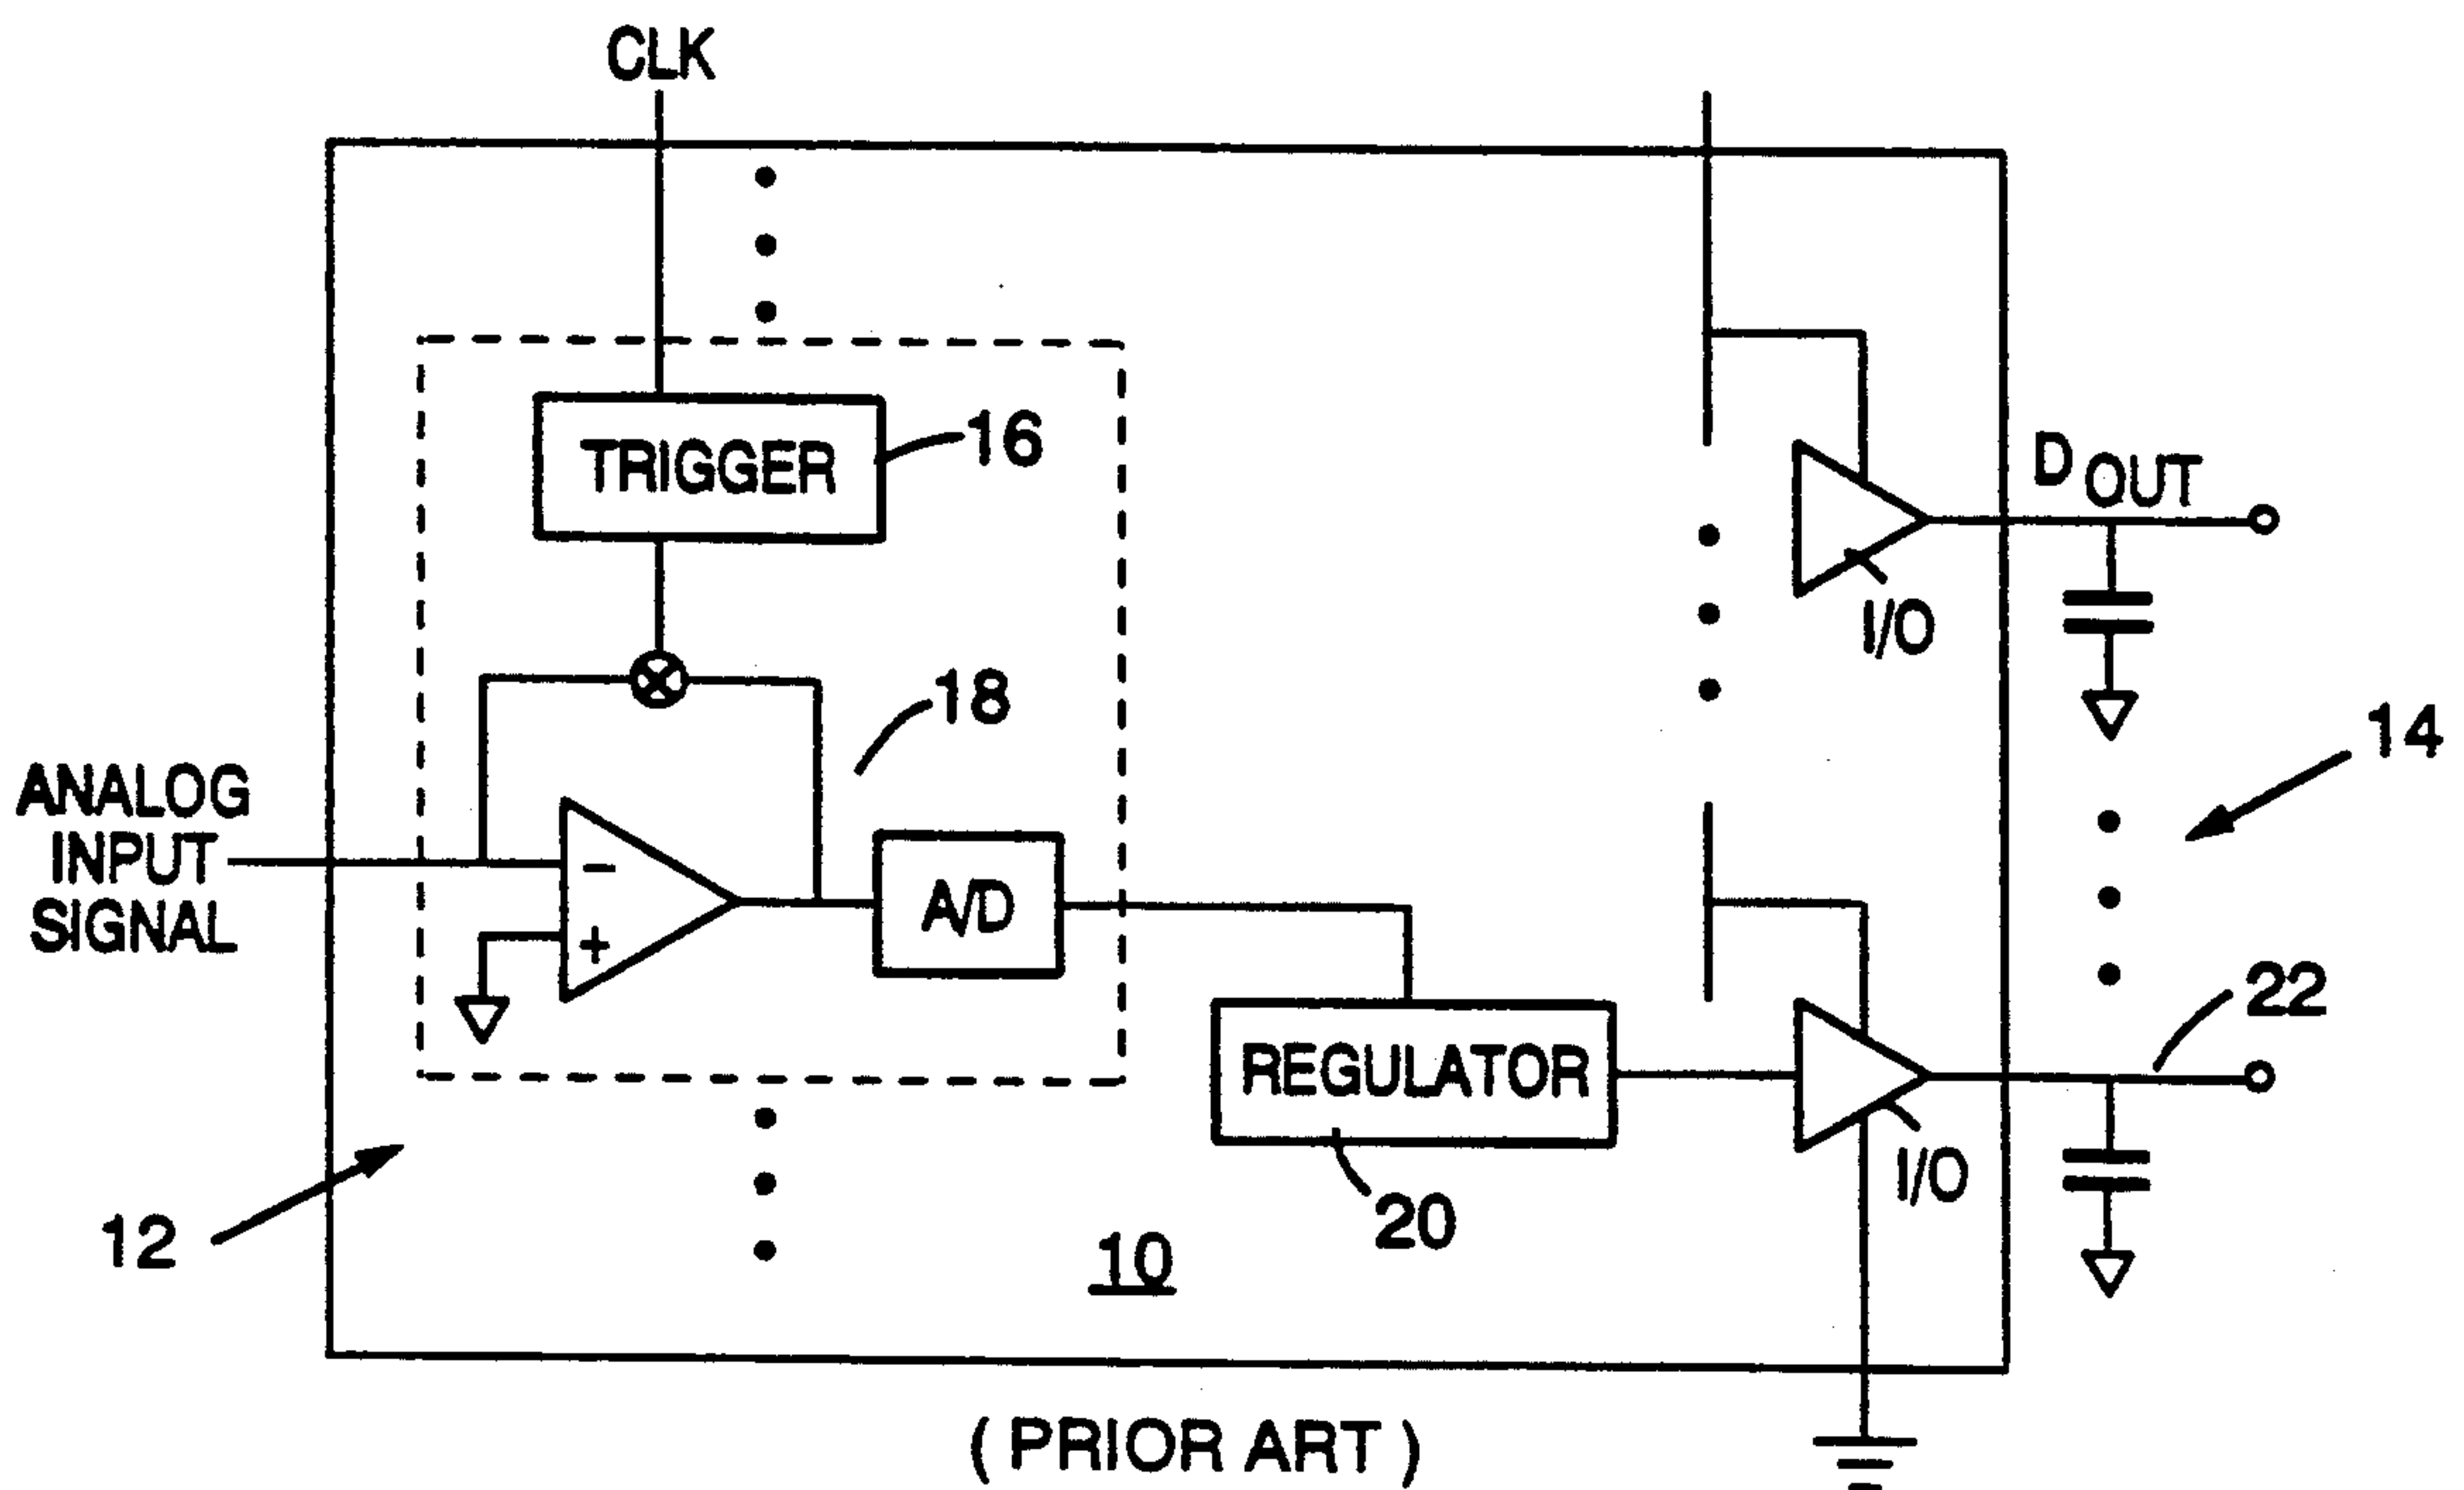 CLK
TRIGGER
16
D OUT
I/O
18
14
ANALOG
INPUT
SIGNAL
−
+
A/D
22
REGULATOR
I/O
20
12
10
( PRIOR ART )